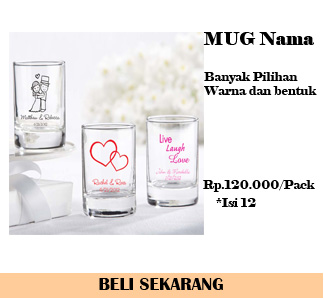 MUG Nama
Banyak Pilihan
Warna dan bentuk
Matthew & Rebecca
Live
Laugh
Love
Rachel & Ross
Rp.120.000/Pack
*Isi 12
BELI SEKARANG